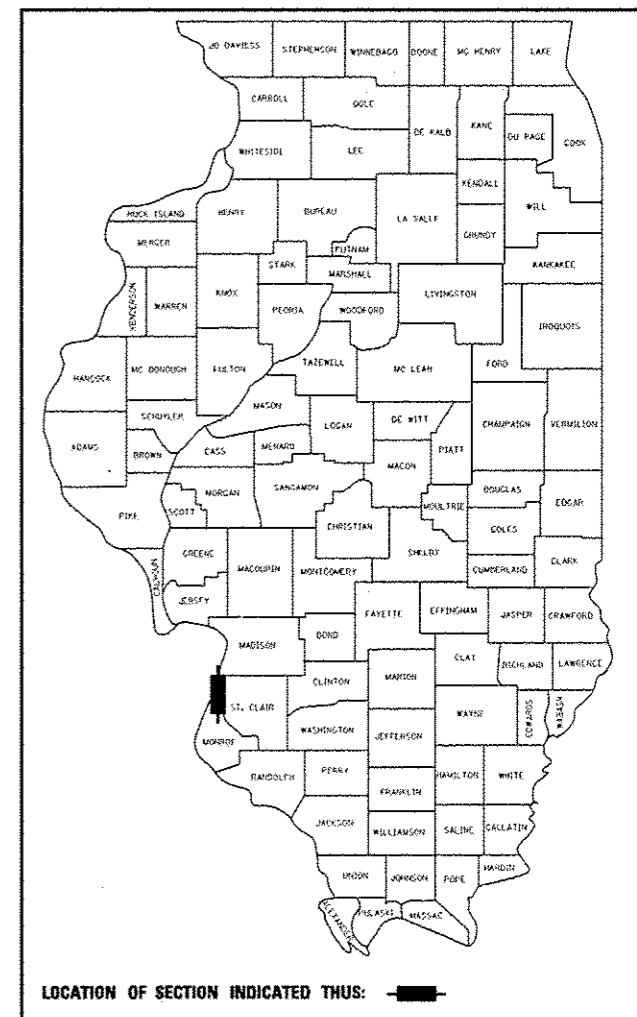 JO DAVIESS STEPHENSON WINNEBAGO BOONE MC HENRY LAKE
CARROLL OGLE DE KALB KANE DU PAGE COOK
WHITESIDE LEE
KENDALL
ROCK ISLAND HENRY BUREAU LA SALLE GRUNDY WILL
MERCER PUTNAM
STARK MARSHALL KANKAKEE
HENDERSON WARREN KNOX PEORIA WOODFORD LIVINGSTON IROQUOIS
HANCOCK MC DONOUGH FULTON TAZEWELL MC LEAN FORD
SCHUYLER MASON LOGAN DE WITT CHAMPAIGN VERMILION
ADAMS BROWN CASS MENARD MACON PIATT
PIKE SCOTT MORGAN SANGAMON MOULTRIE DOUGLAS EDGAR
CHRISTIAN COLES
CALHOUN GREENE MACOUPIN MONTGOMERY SHELBY CUMBERLAND CLARK
JERSEY FAYETTE EFFINGHAM JASPER CRAWFORD
MADISON BOND CLAY RICHLAND LAWRENCE
CLINTON MARION
ST. CLAIR WAYNE EDWARDS WABASH
MONROE WASHINGTON JEFFERSON
RANDOLPH PERRY HAMILTON WHITE
FRANKLIN
JACKSON WILLIAMSON SALINE GALLATIN
UNION JOHNSON POPE HARDIN
ALEXANDER PULASKI MASSAC
LOCATION OF SECTION INDICATED THUS: